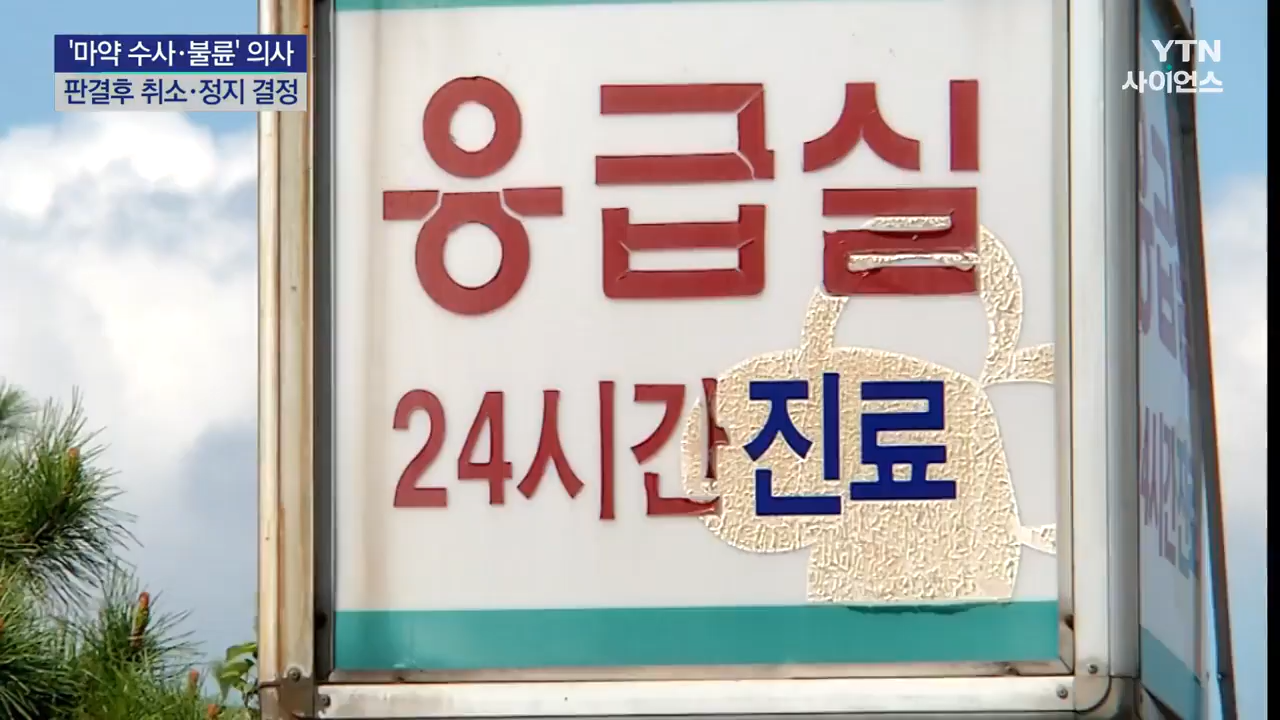 '마약 수사·불륜' 의사
판결후 취소·정지 결정
YTN
사이언스
응급실
24시간 진료